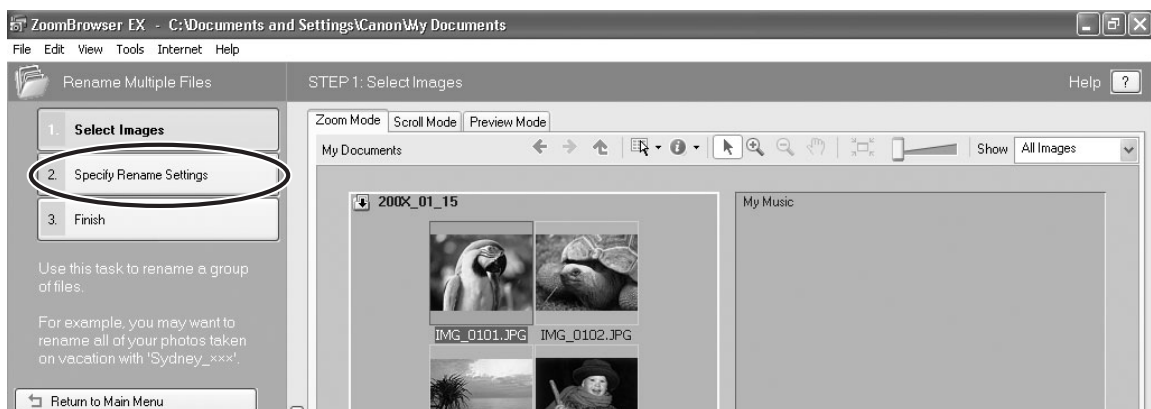 ZoomBrowser EX - C:\Documents and Settings\Canon\My Documents
File Edit View Tools Internet Help
Rename Multiple Files
STEP 1: Select Images
Help ?
1. Select Images
2. Specify Rename Settings
3. Finish
Use this task to rename a group
of files.
For example, you may want to
rename all of your photos taken
on vacation with 'Sydney_×××'.
Return to Main Menu
Zoom Mode Scroll Mode Preview Mode
My Documents
Show All Images
200X_01_15
My Music
IMG_0101.JPG IMG_0102.JPG